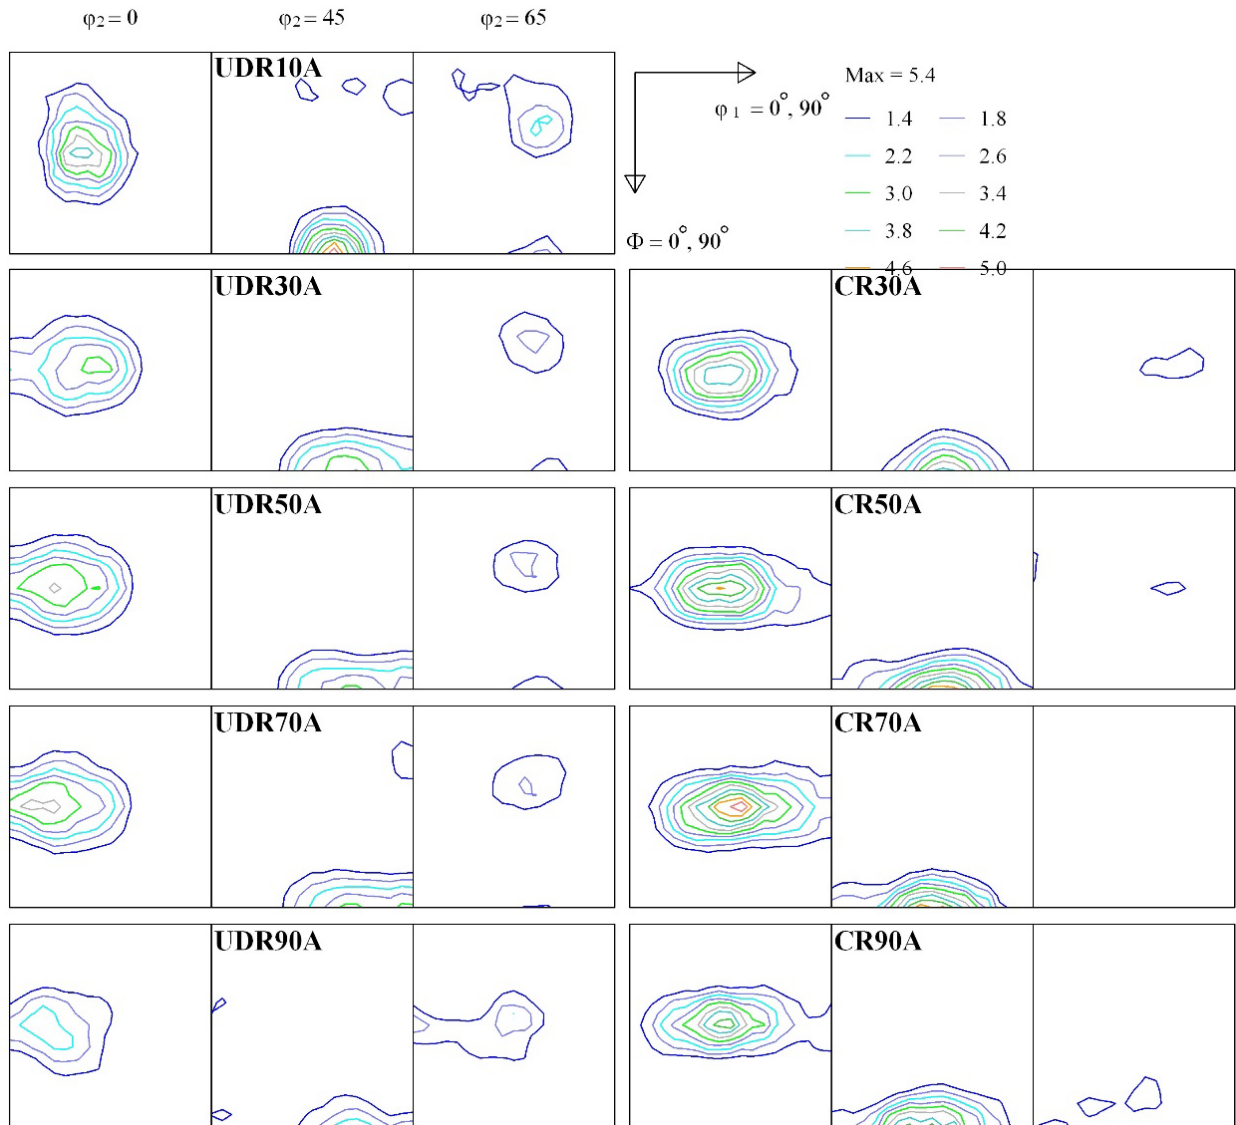 φ₂ = 0 φ₂ = 45 φ₂ = 65
UDR10A
Max = 5.4
φ₁ = 0°, 90°
1.4 1.8
2.2 2.6
3.0 3.4
3.8 4.2
Φ = 0°, 90°
4.6 5.0
UDR30A CR30A
UDR50A CR50A
UDR70A CR70A
UDR90A CR90A